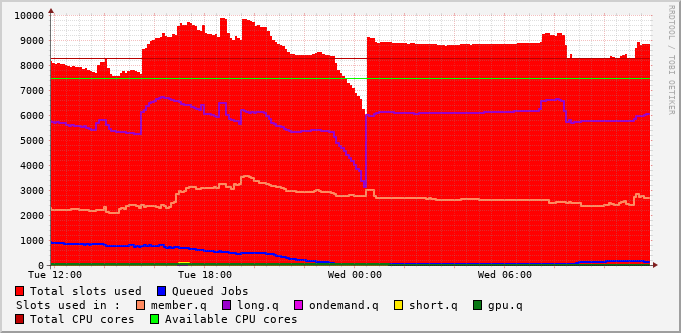 RRDTOOL / TOBI OETIKER
10000
9000
8000
7000
6000
5000
4000
3000
2000
1000
0
Tue 12:00 Tue 18:00 Wed 00:00 Wed 06:00
Total slots used Queued Jobs
Slots used in : member.q long.q ondemand.q short.q gpu.q
Total CPU cores Available CPU cores